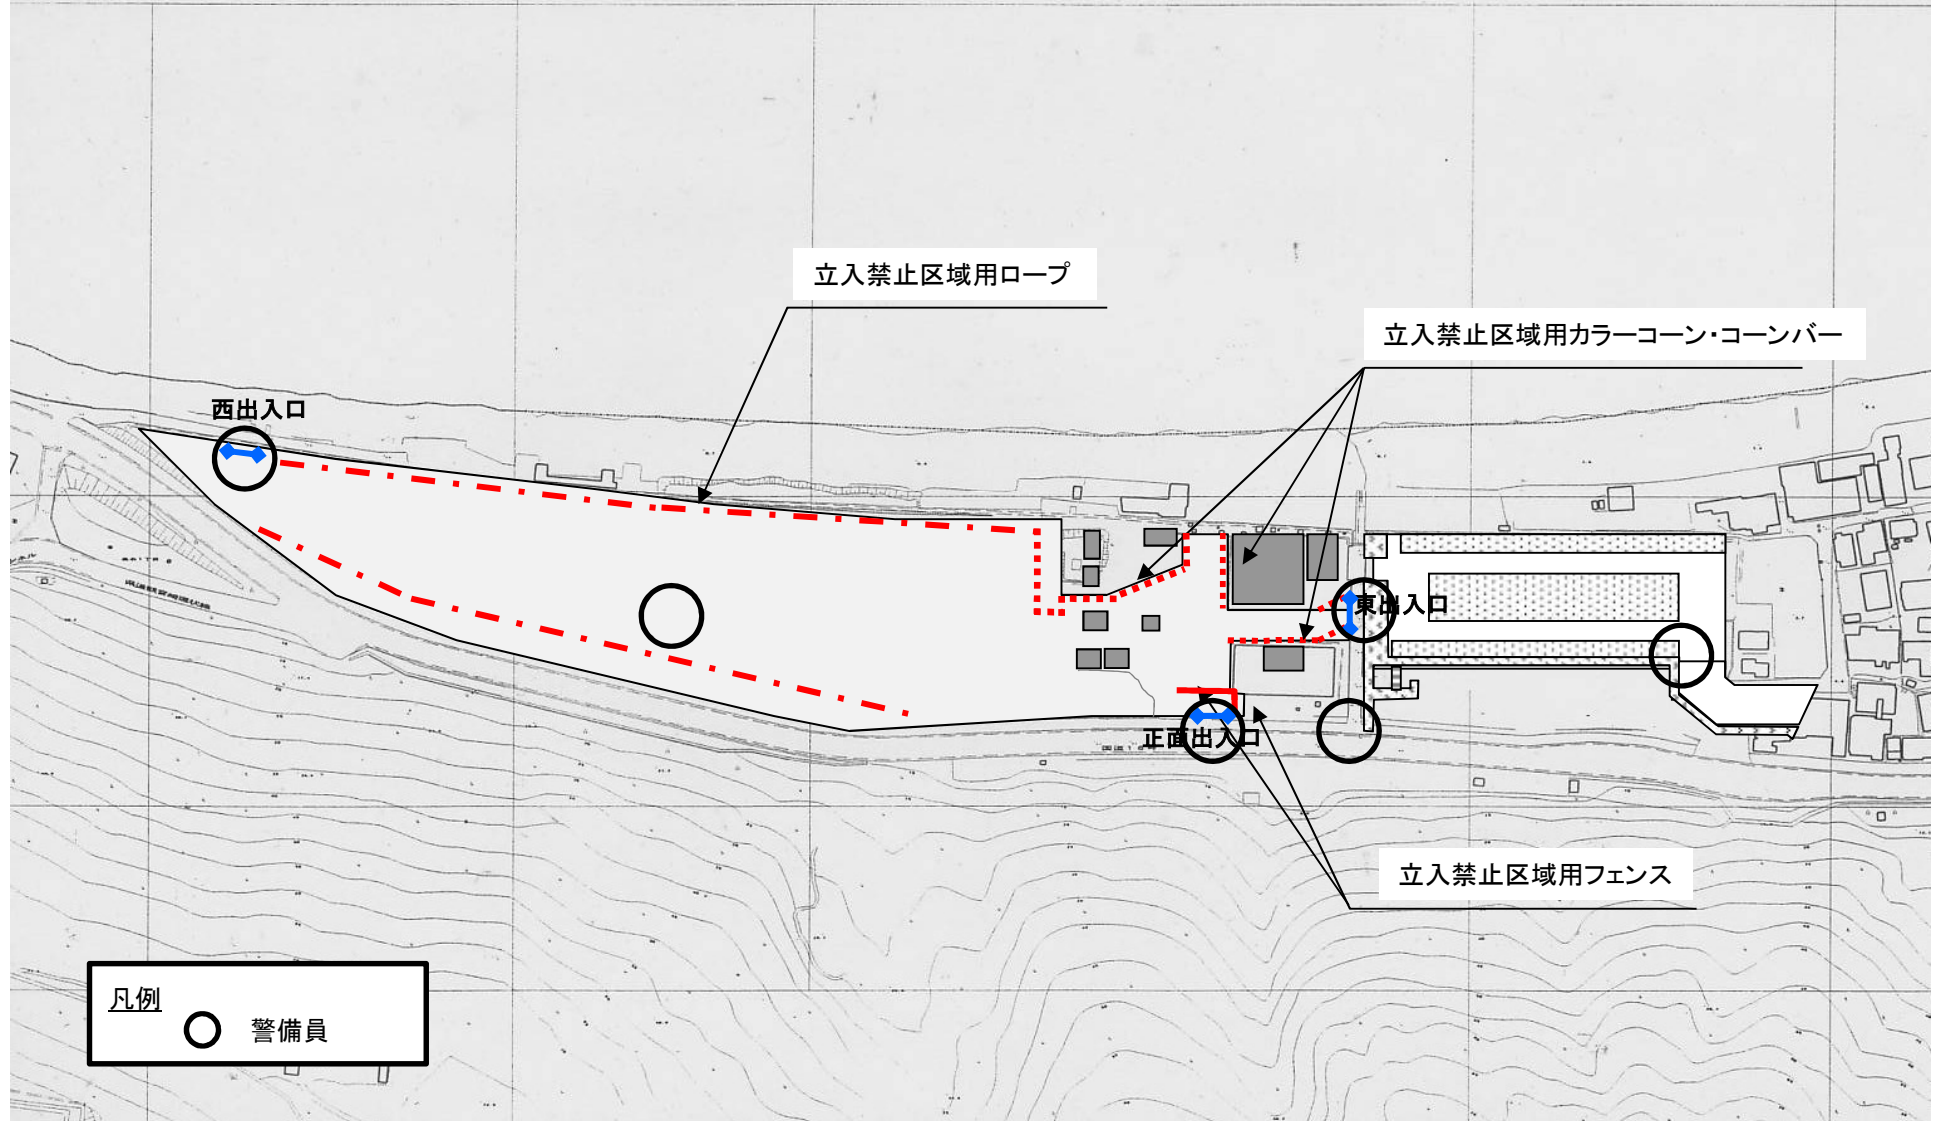 立入禁止区域用ロープ
立入禁止区域用カラーコーン・コーンバー
西出入口
東出入口
正面出入口
立入禁止区域用フェンス
凡例
警備員